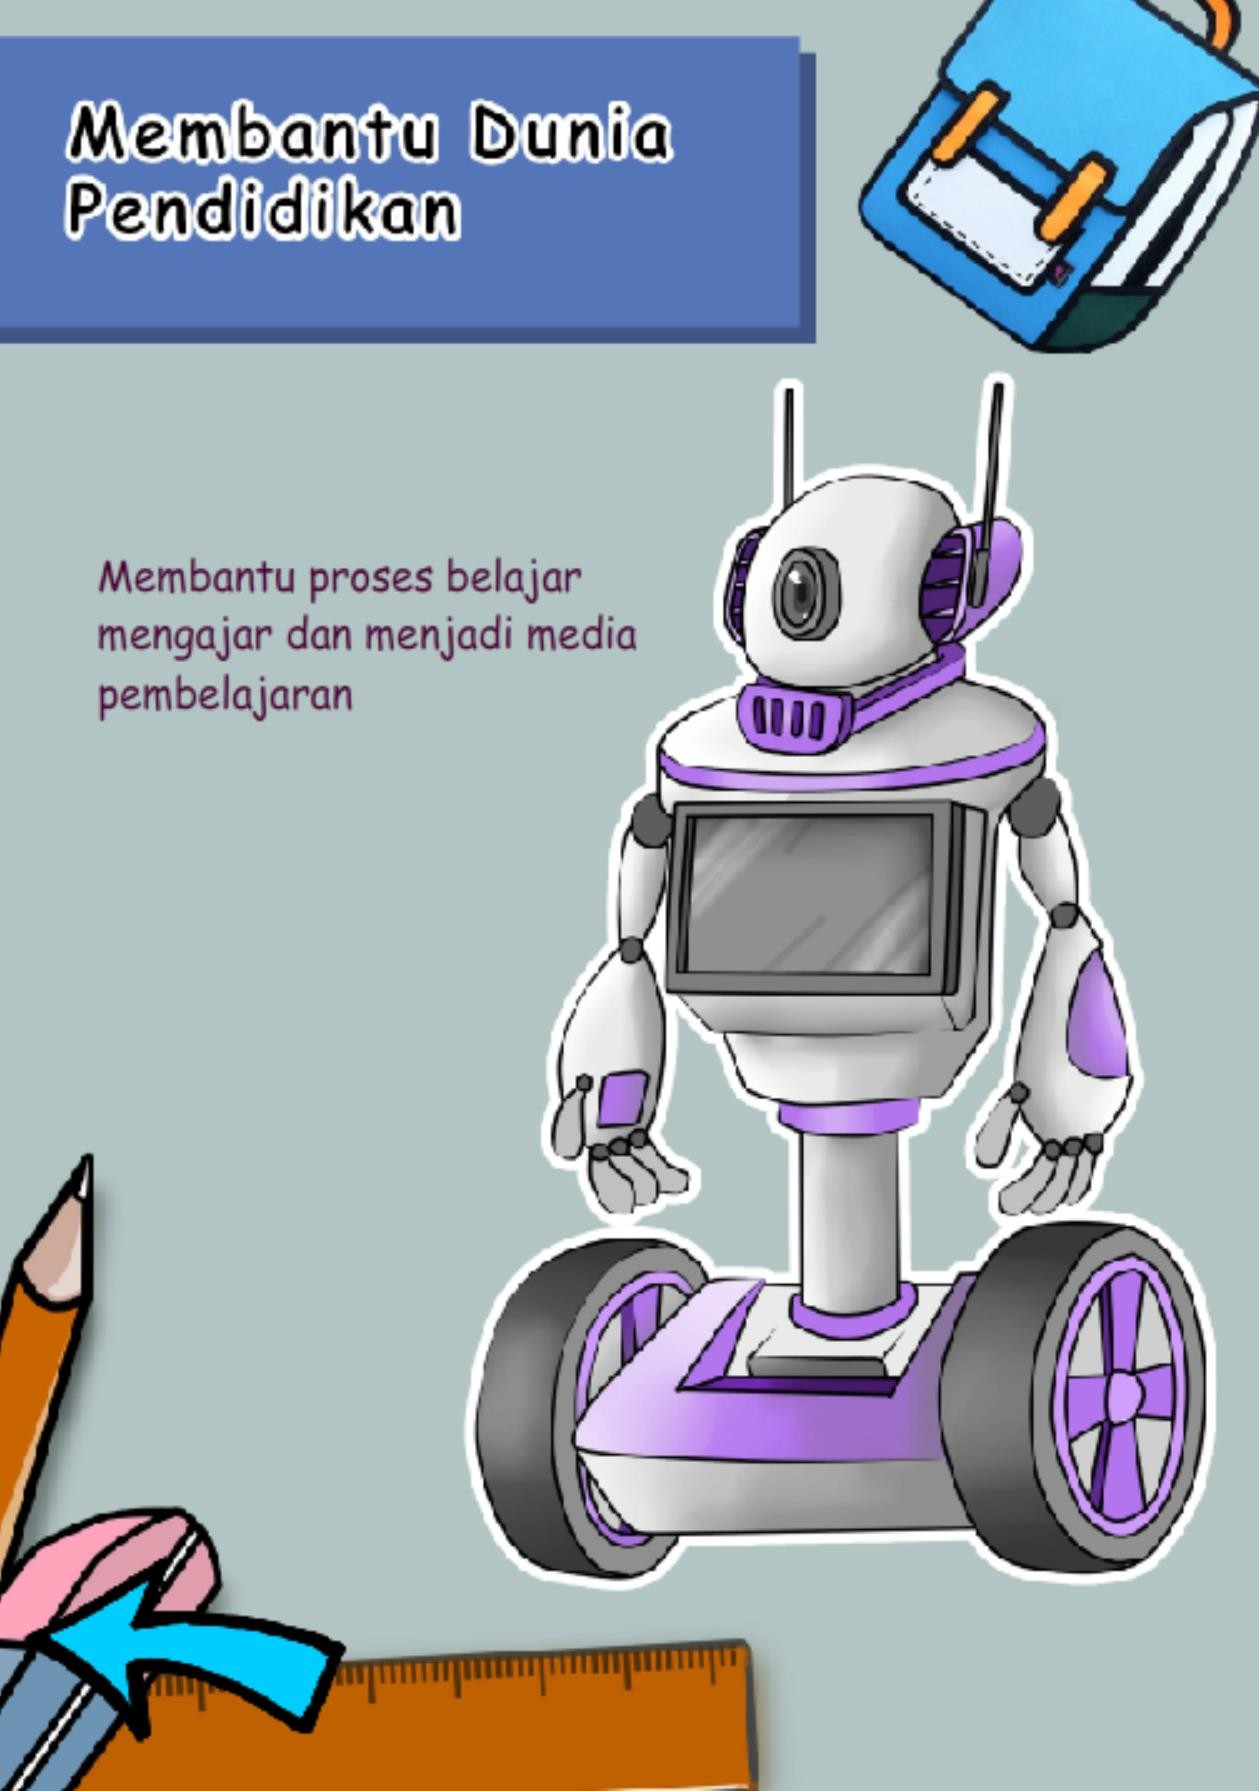 Membantu Dunia
Pendidikan
Membantu proses belajar
mengajar dan menjadi media
pembelajaran